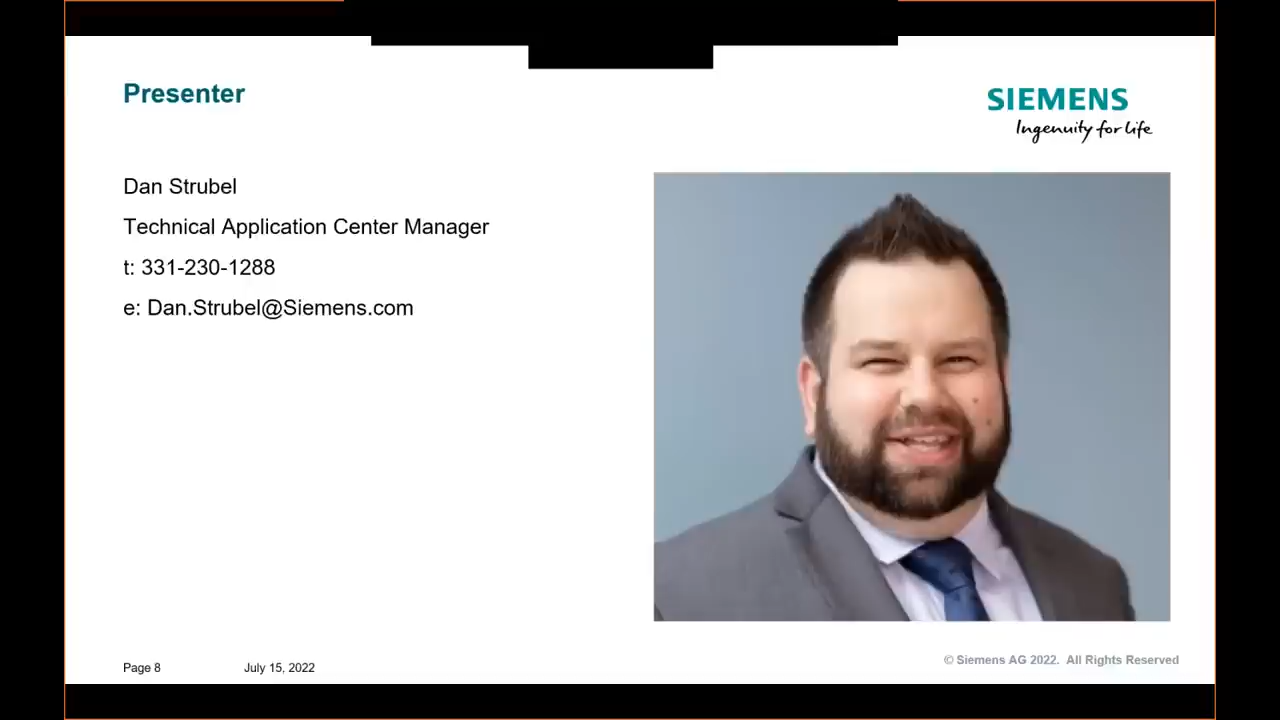 Presenter
SIEMENS
Ingenuity for life
Dan Strubel
Technical Application Center Manager
t: 331-230-1288
e: Dan.Strubel@Siemens.com
Page 8
July 15, 2022
© Siemens AG 2022. All Rights Reserved